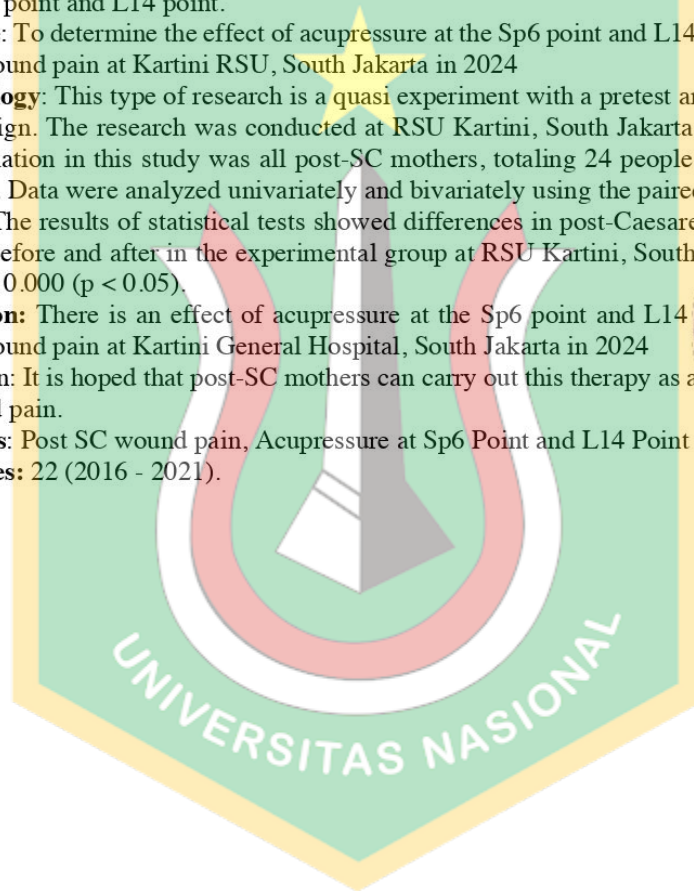 point and L14 point.
: To determine the effect of acupressure at the Sp6 point and L14
ound pain at Kartini RSU, South Jakarta in 2024
ogy: This type of research is a quasi experiment with a pretest an
ign. The research was conducted at RSU Kartini, South Jakarta
ation in this study was all post-SC mothers, totaling 24 people
. Data were analyzed univariately and bivariately using the paired
The results of statistical tests showed differences in post-Caesare
efore and after in the experimental group at RSU Kartini, South
0.000 (p < 0.05).
on: There is an effect of acupressure at the Sp6 point and L14
ound pain at Kartini General Hospital, South Jakarta in 2024
n: It is hoped that post-SC mothers can carry out this therapy as a
l pain.
s: Post SC wound pain, Acupressure at Sp6 Point and L14 Point
es: 22 (2016 - 2021).
UNIVERSITAS NASIONAL